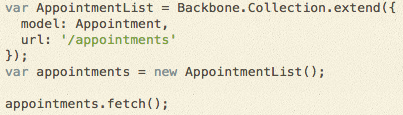 var AppointmentList = Backbone.Collection.extend({
  model: Appointment,
  url: '/appointments'
});
var appointments = new AppointmentList();

appointments.fetch();